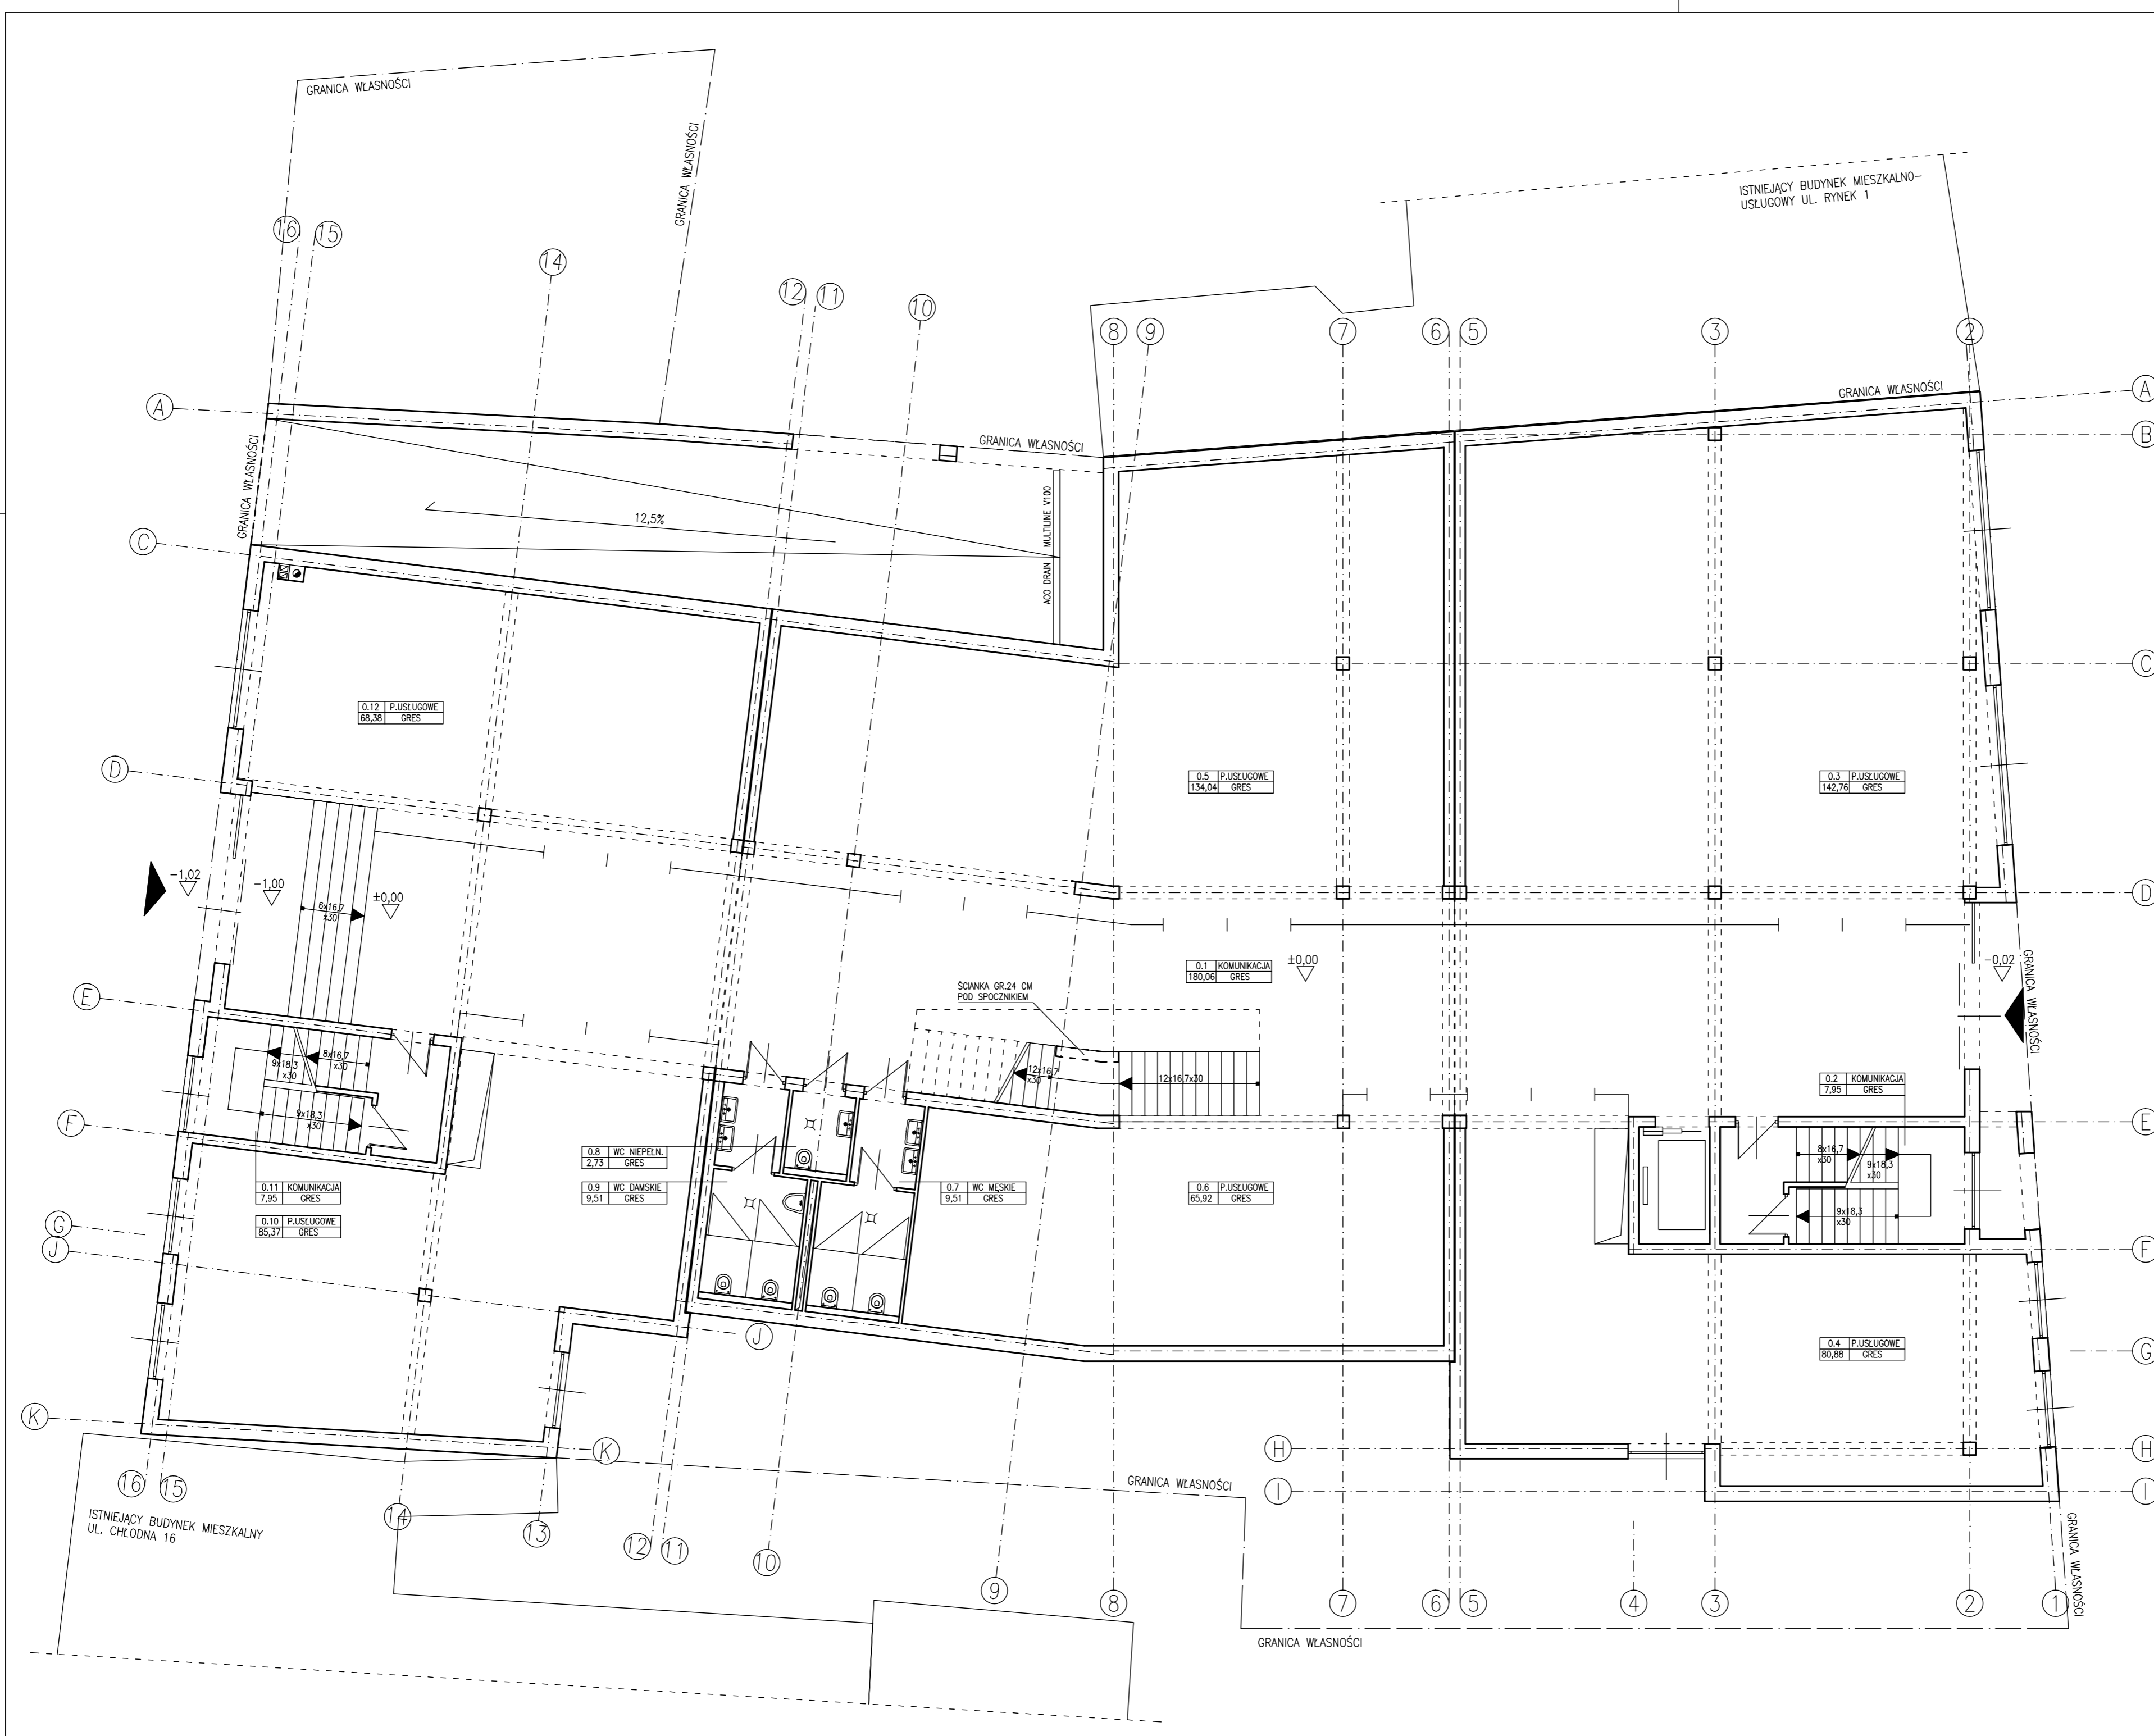 GRANICA WŁASNOŚCI
GRANICA WŁASNOŚCI
ISTNIEJĄCY BUDYNEK MIESZKALNO-
USŁUGOWY UL. RYNEK 1
16
15
14
12
11
10
8
9
7
6
5
3
2
A
GRANICA WŁASNOŚCI
A
GRANICA WŁASNOŚCI
B
GRANICA WŁASNOŚCI
12,5%
ACO DRAIN MULTILINE V100
C
C
0.12 P.USŁUGOWE
68,38 GRES
D
0.5 P.USŁUGOWE
134,04 GRES
0.3 P.USŁUGOWE
142,76 GRES
D
-1,02
-1,00
±0,00
6x16,7
x30
0.1 KOMUNIKACJA
180,06 GRES
±0,00
-0,02
GRANICA WŁASNOŚCI
ŚCIANKA GR.24 CM
POD SPOCZNIKIEM
E
8x16,7
x30
9x18,3
x30
9x18,3
x30
12x16,7
x30
12x16,7x30
0.2 KOMUNIKACJA
7,95 GRES
E
F
8x16,7
x30
9x18,3
x30
9x18,3
x30
0.8 WC NIEPEŁN.
2,73 GRES
0.9 WC DAMSKIE
9,51 GRES
0.7 WC MĘSKIE
9,51 GRES
0.6 P.USŁUGOWE
65,92 GRES
0.11 KOMUNIKACJA
7,95 GRES
0.10 P.USŁUGOWE
85,37 GRES
G
J
F
J
0.4 P.USŁUGOWE
80,88 GRES
G
K
K
H
H
GRANICA WŁASNOŚCI
I
I
16
15
ISTNIEJĄCY BUDYNEK MIESZKALNY
UL. CHŁODNA 16
14
13
12
11
10
9
8
7
6
5
4
3
2
1
GRANICA WŁASNOŚCI
GRANICA WŁASNOŚCI